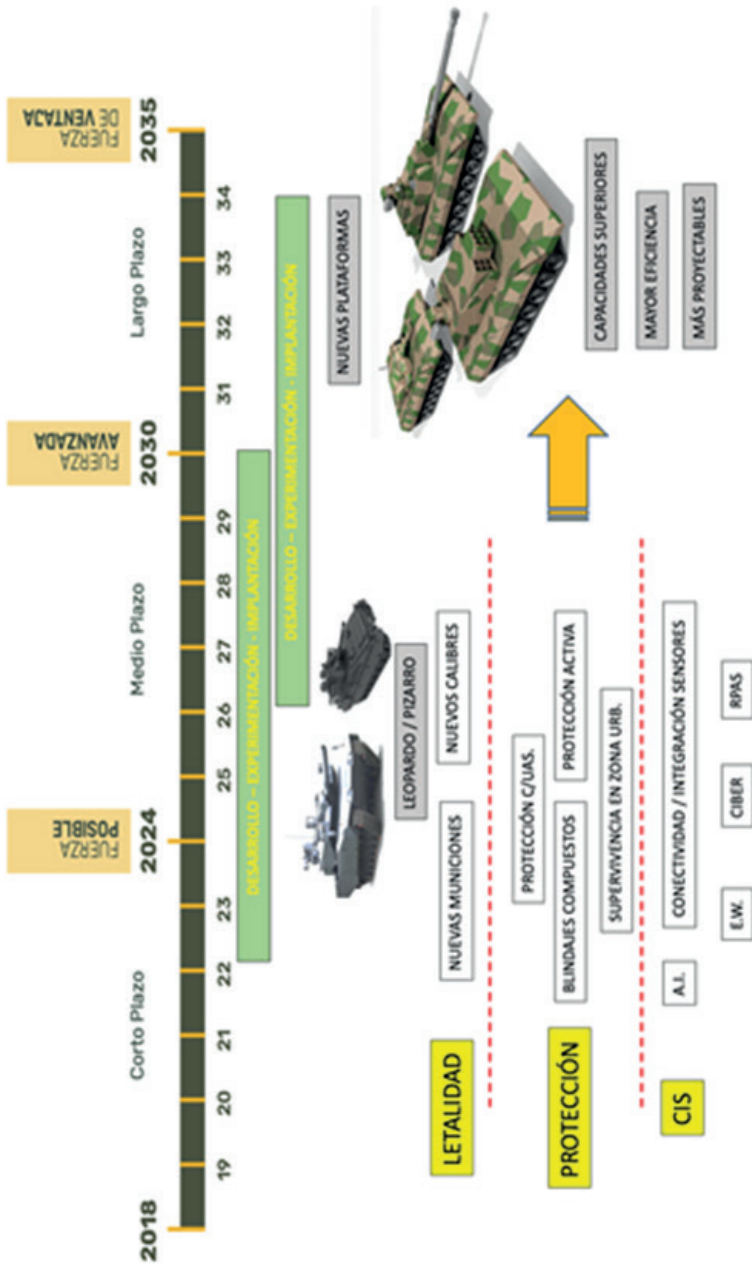 FUERZA
POSIBLE
FUERZA
AVANZADA
FUERZA
DE VENTAJA
Corto Plazo
Medio Plazo
Largo Plazo
2018
19
20
21
22
23
2024
25
26
27
28
29
2030
31
32
33
34
2035
DESARROLLO – EXPERIMENTACIÓN - IMPLANTACIÓN
DESARROLLO – EXPERIMENTACIÓN - IMPLANTACIÓN
LEOPARDO / PIZARRO
NUEVAS PLATAFORMAS
LETALIDAD
NUEVAS MUNICIONES
NUEVOS CALIBRES
PROTECCIÓN
PROTECCIÓN C/UAS.
BLINDAJES COMPUESTOS
PROTECCIÓN ACTIVA
SUPERVIVENCIA EN ZONA URB.
CIS
A.I.
CONECTIVIDAD / INTEGRACIÓN SENSORES
E.W.
CIBER
RPAS
CAPACIDADES SUPERIORES
MAYOR EFICIENCIA
MÁS PROYECTABLES